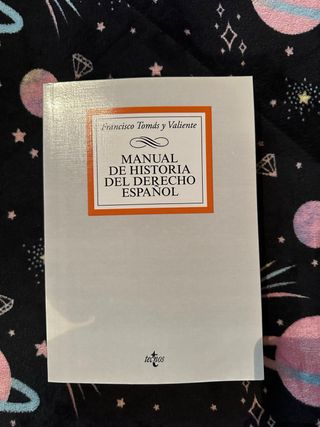 Francisco Tomás y Valiente
MANUAL
DE HISTORIA
DEL DERECHO
ESPAÑOL
tecnos